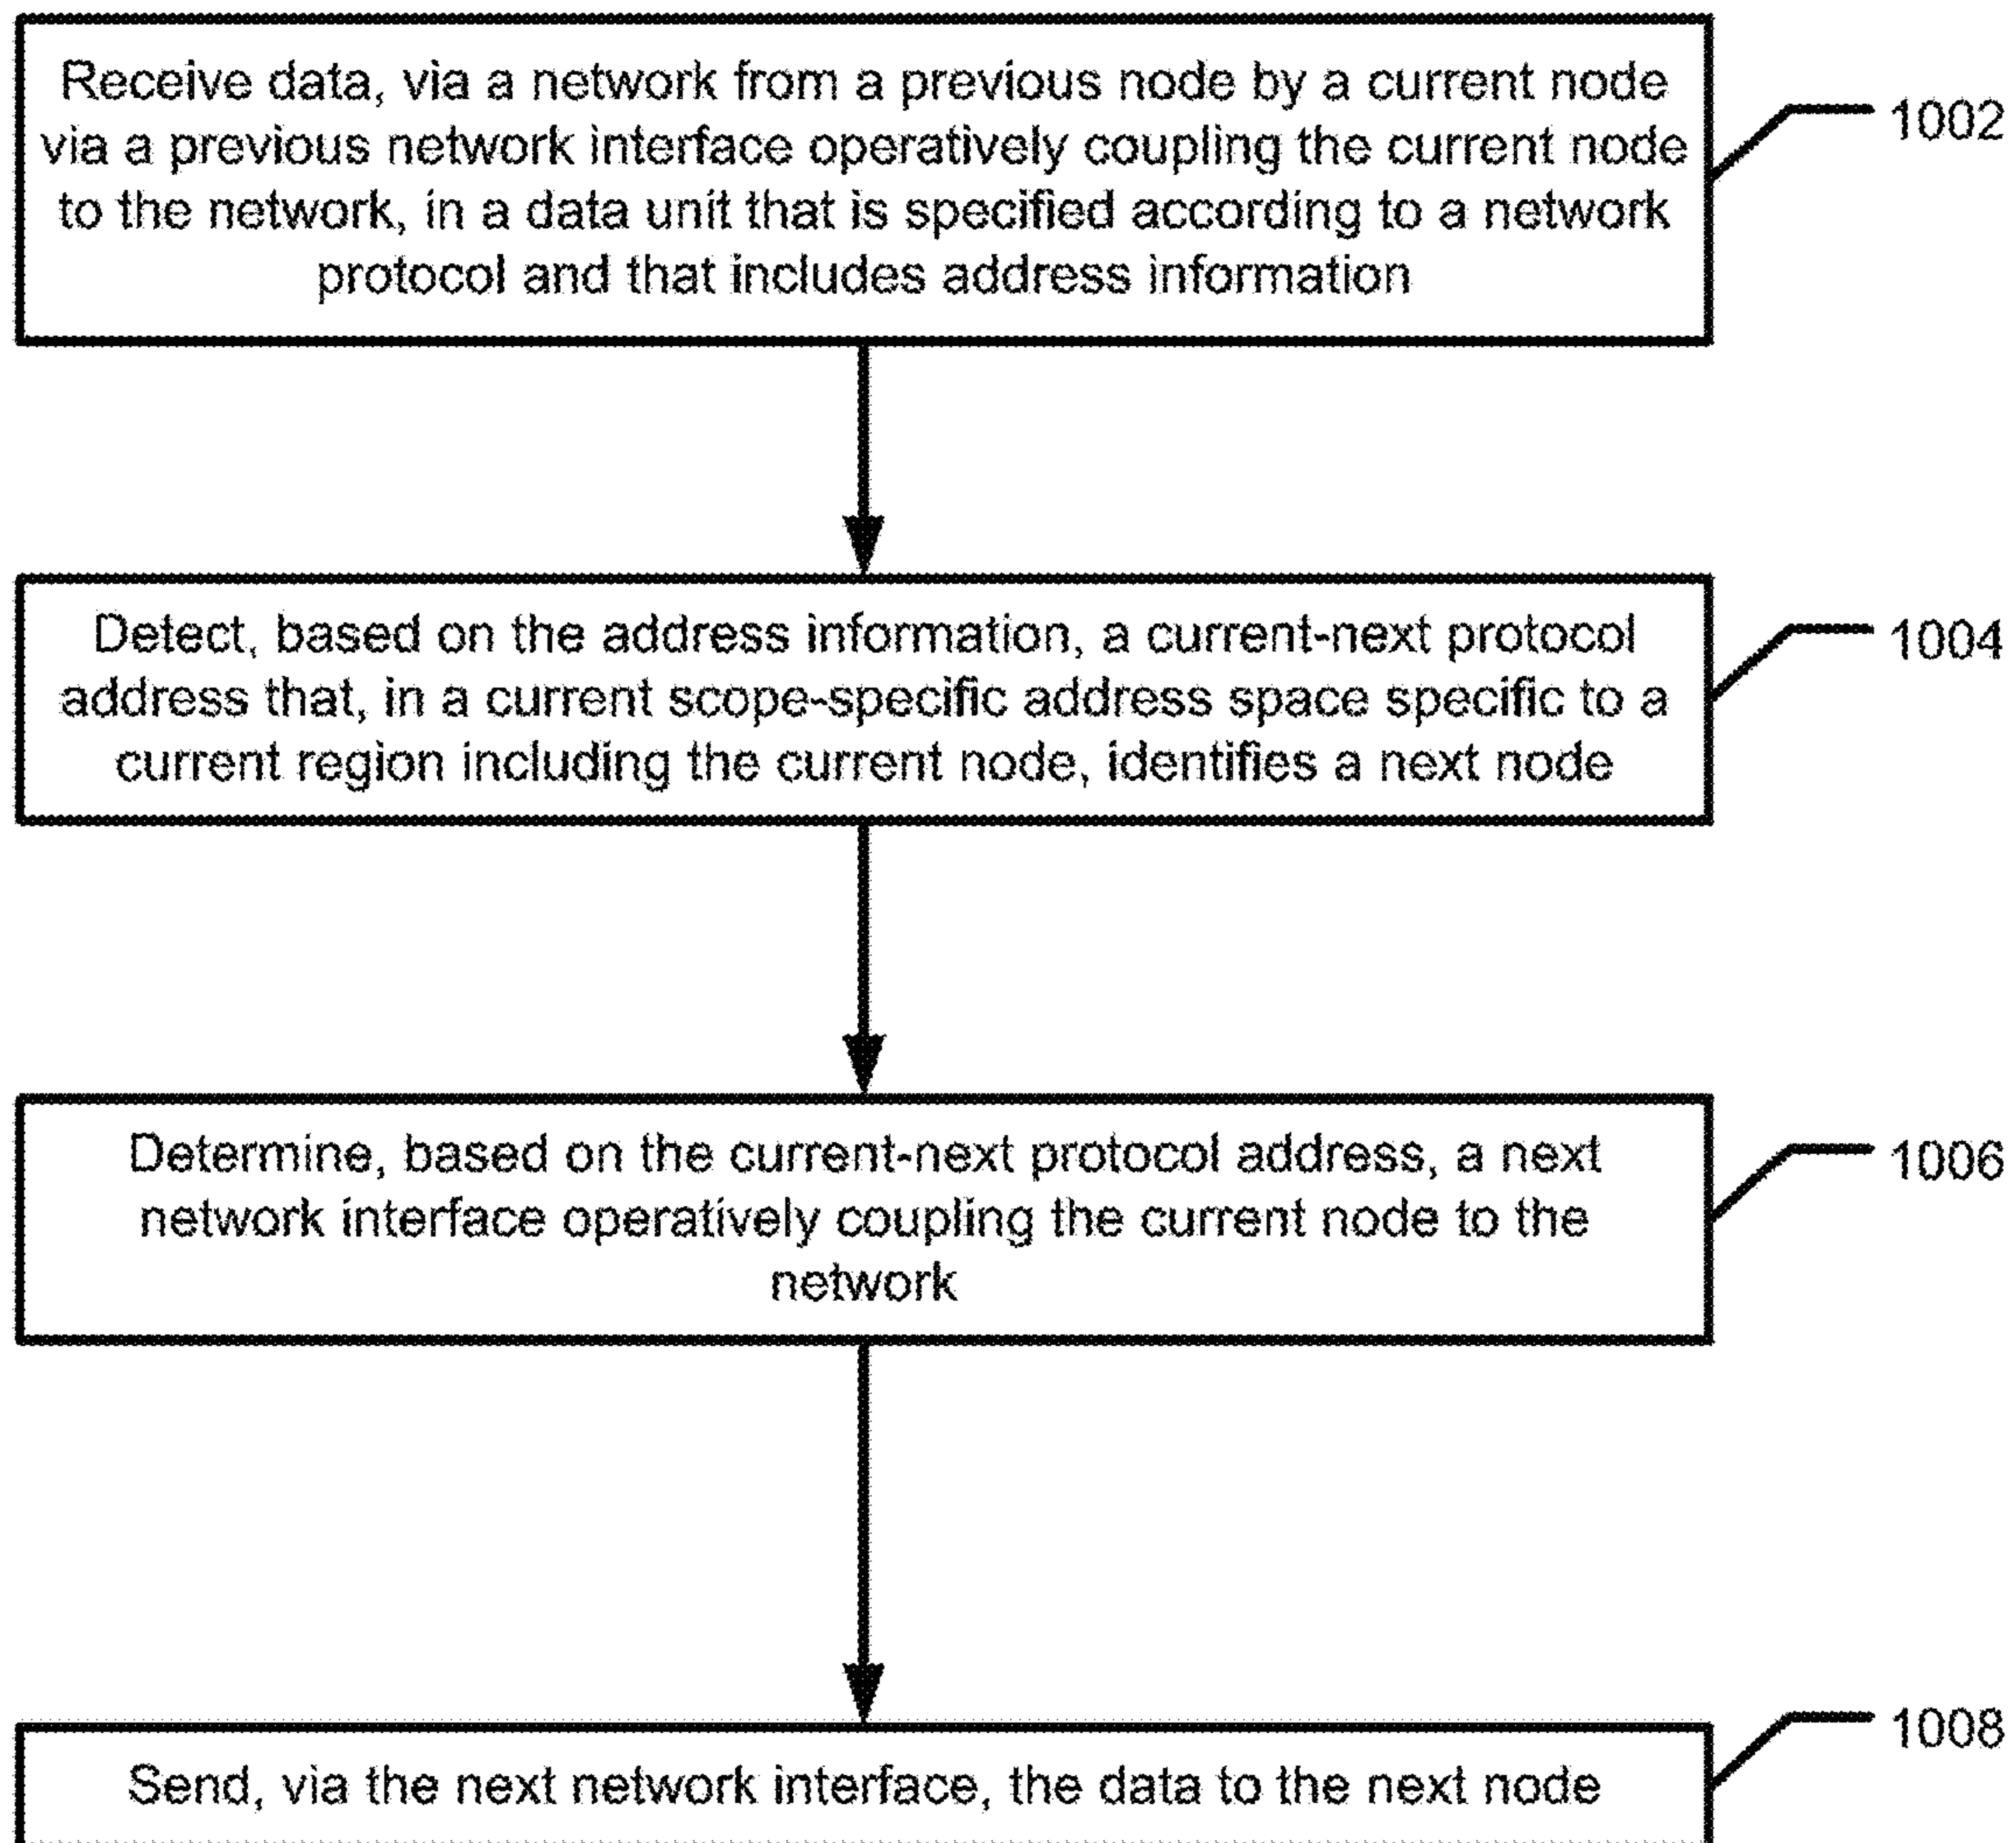 Receive data, via a network from a previous node by a current node
via a previous network interface operatively coupling the current node
to the network, in a data unit that is specified according to a network
protocol and that includes address information
1002
Detect, based on the address information, a current-next protocol
address that, in a current scope-specific address space specific to a
current region including the current node, identifies a next node
1004
Determine, based on the current-next protocol address, a next
network interface operatively coupling the current node to the
network
1006
Send, via the next network interface, the data to the next node
1008